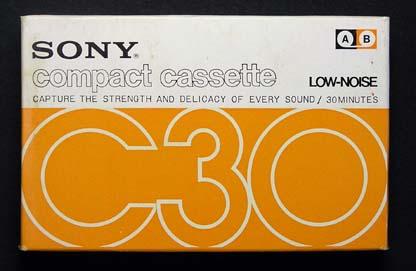 SONY®
A B
compact cassette
LOW-NOISE
CAPTURE THE STRENGTH AND DELICACY OF EVERY SOUND / 30MINUTES
C30